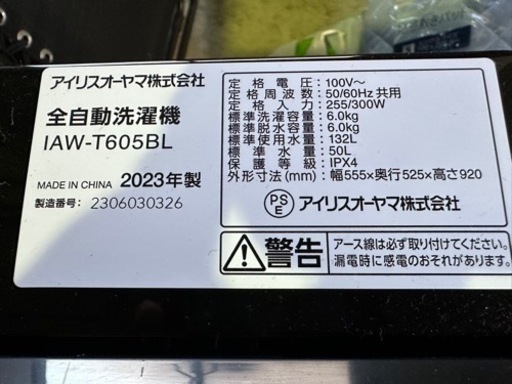 アイリスオーヤマ株式会社
全自動洗濯機
IAW-T605BL
MADE IN CHINA 2023年製
製造番号: 2306030326
定格電圧: 100V～
定格周波数: 50/60Hz 共用
定格入力: 255/300W
標準洗濯容量: 6.0kg
標準脱水容量: 6.0kg
標準使用水量: 132L
標準水量: 50L
保護等級: IPX4
外形寸法(mm): 幅555×奥行525×高さ920
PSE アイリスオーヤマ株式会社
警告
アース線は必ず取り付けてください。
漏電時に感電のおそれがあります。